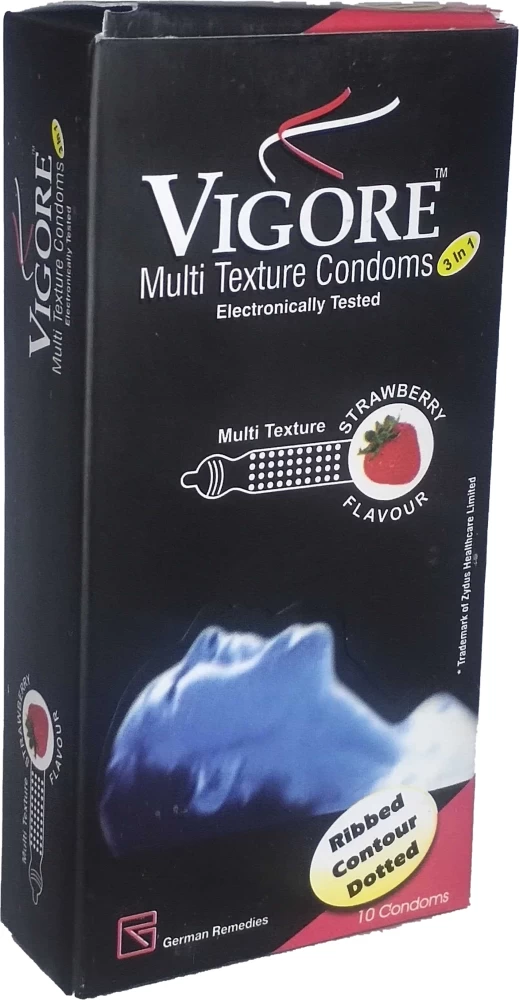 VIGORE™
Multi Texture Condoms 3 In 1
Electronically Tested
Multi Texture
STRAWBERRY
FLAVOUR
* Trademark of Zydus Healthcare Limited
Ribbed
Contour
Dotted
10 Condoms
German Remedies
VIGORE
Multi Texture Condoms 3 In 1
Electronically Tested
Multi Texture
STRAWBERRY
FLAVOUR